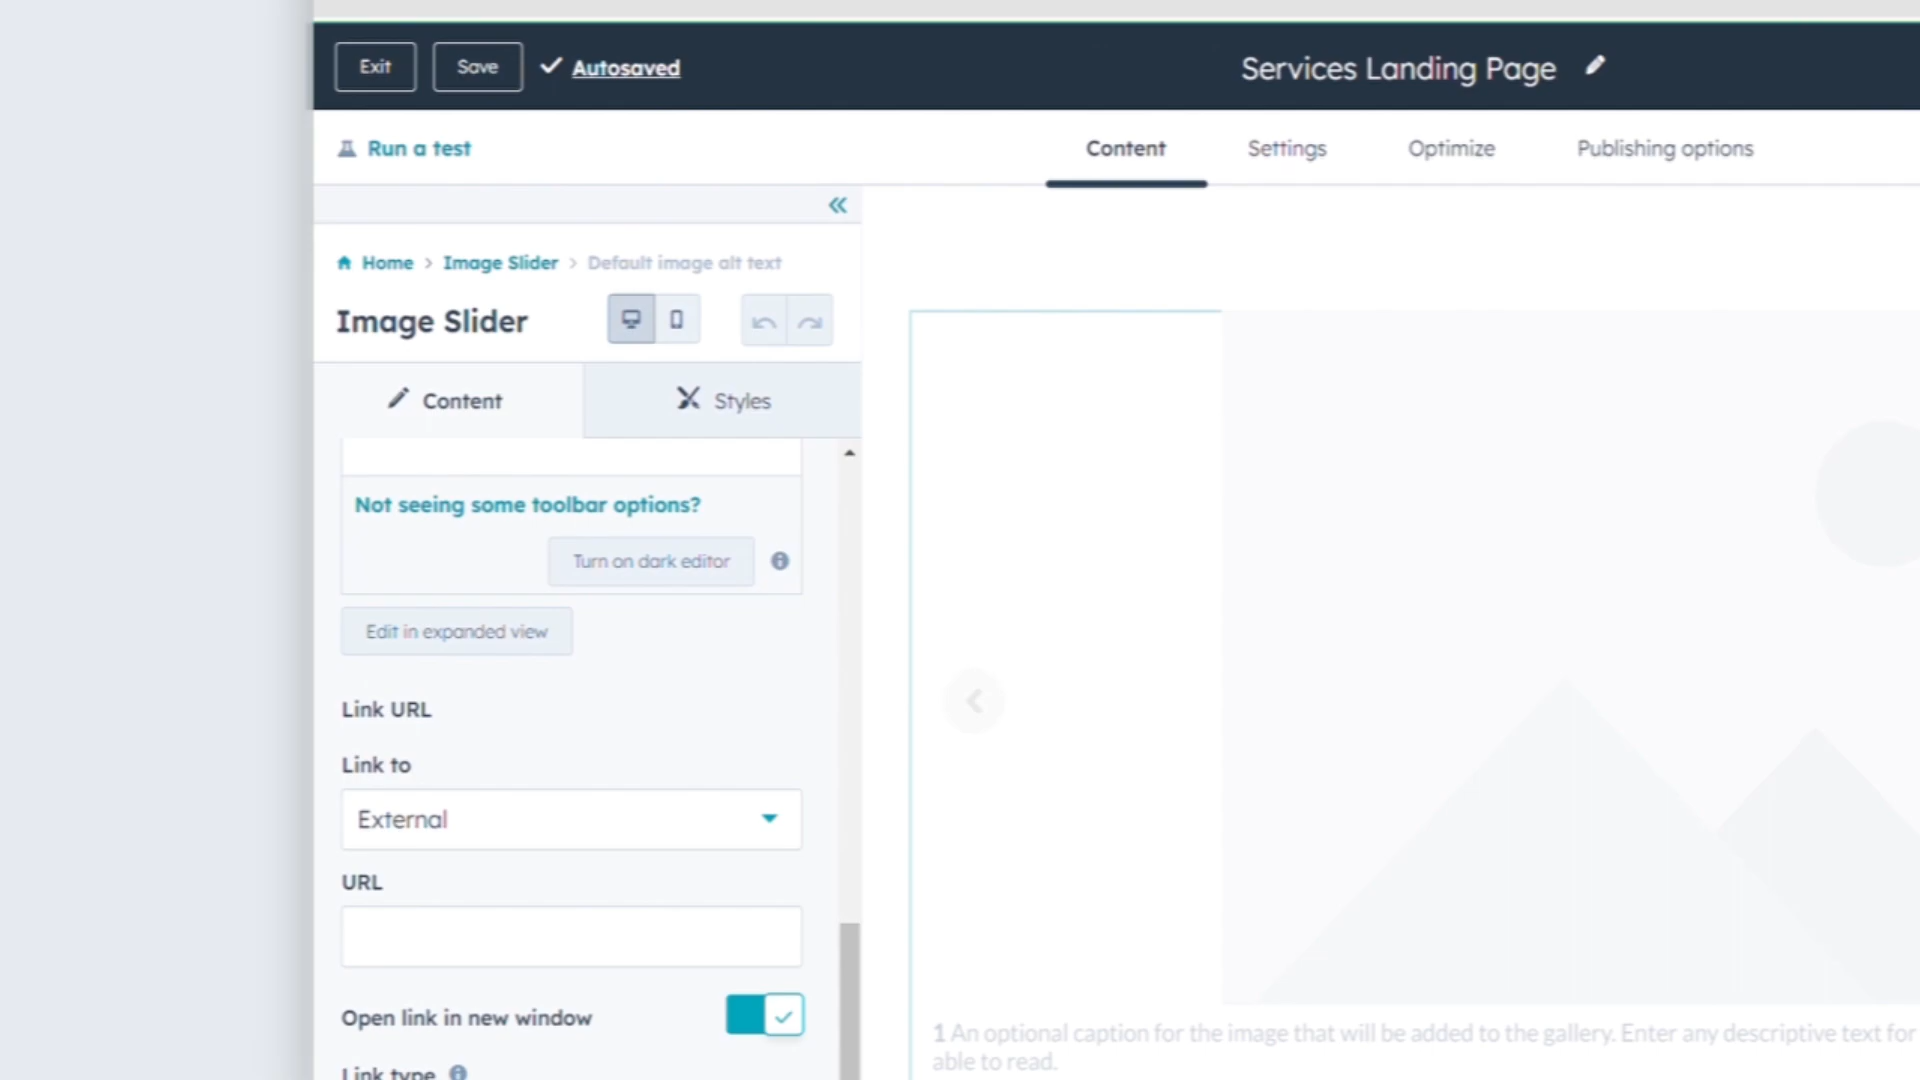 Exit
Save
Autosaved
Services Landing Page
Run a test
Content
Settings
Optimize
Publishing options
Home > Image Slider > Default image alt text
Image Slider
Content
Styles
Not seeing some toolbar options?
Turn on dark editor
Edit in expanded view
Link URL
Link to
External
URL
Open link in new window
Link type
1 An optional caption for the image that will be added to the gallery. Enter any descriptive text for
able to read.